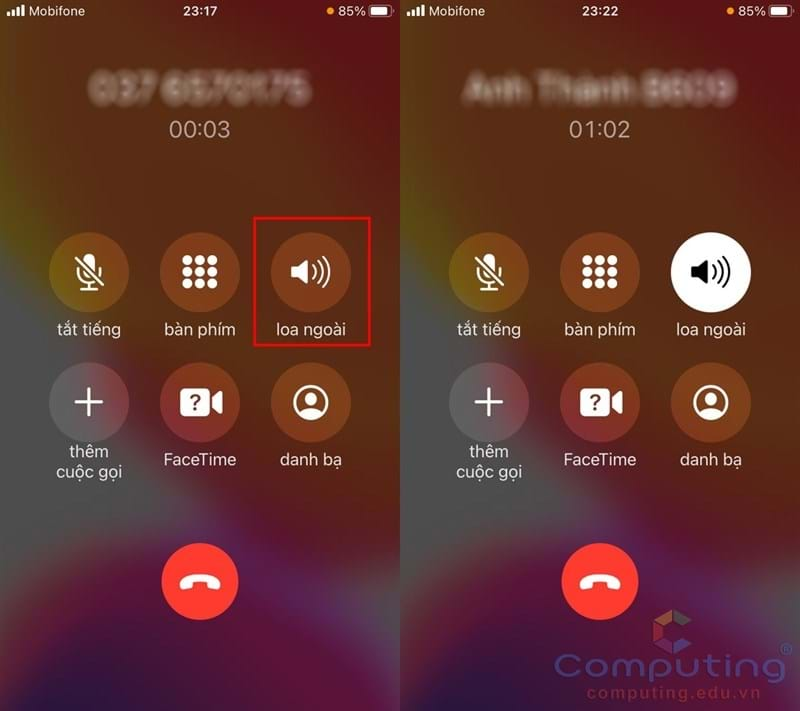 Mobifone 23:17 85%
00:03
tắt tiếng bàn phím loa ngoài
thêm
cuộc gọi FaceTime danh bạ
Mobifone 23:22 85%
01:02
tắt tiếng bàn phím loa ngoài
thêm
cuộc gọi FaceTime danh bạ
Computing®
computing.edu.vn